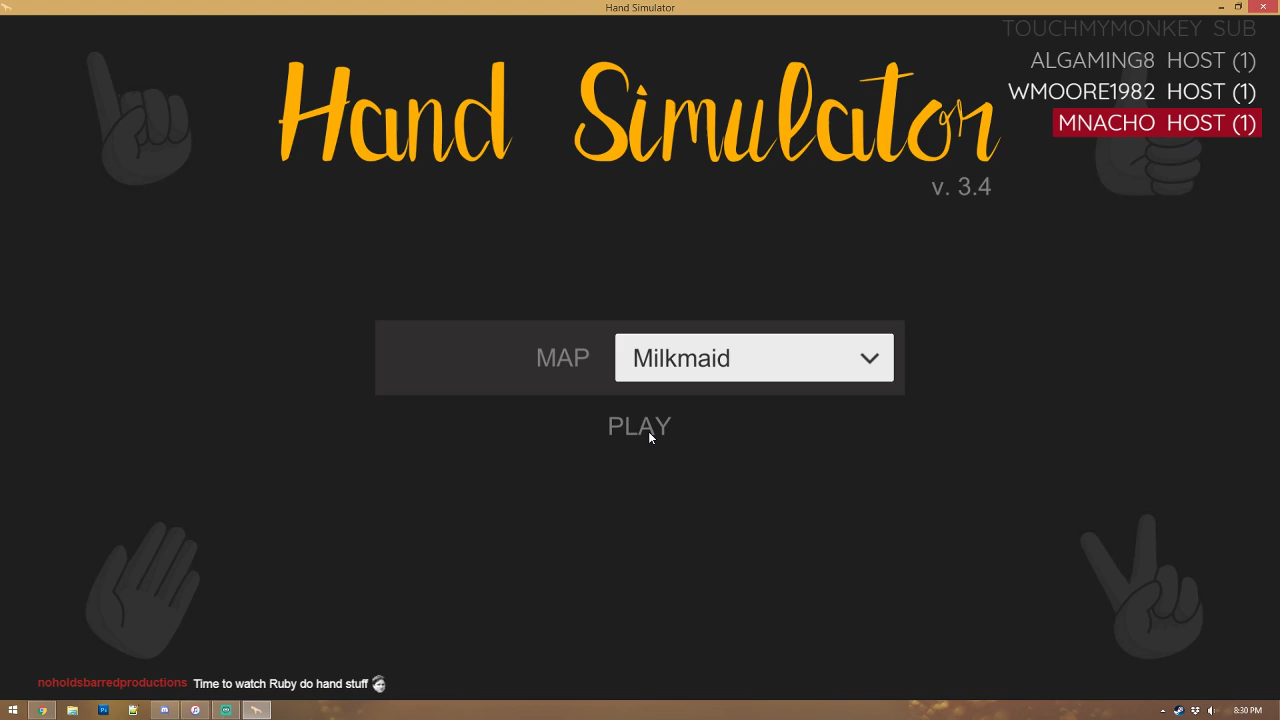 Hand Simulator
TOUCHMYMONKEY SUB
ALGAMING8 HOST (1)
WMOORE1982 HOST (1)
MNACHO HOST (1)
Hand Simulator
v. 3.4
MAP Milkmaid
PLAY
noholdsbarredproductions Time to watch Ruby do hand stuff
8:30 PM